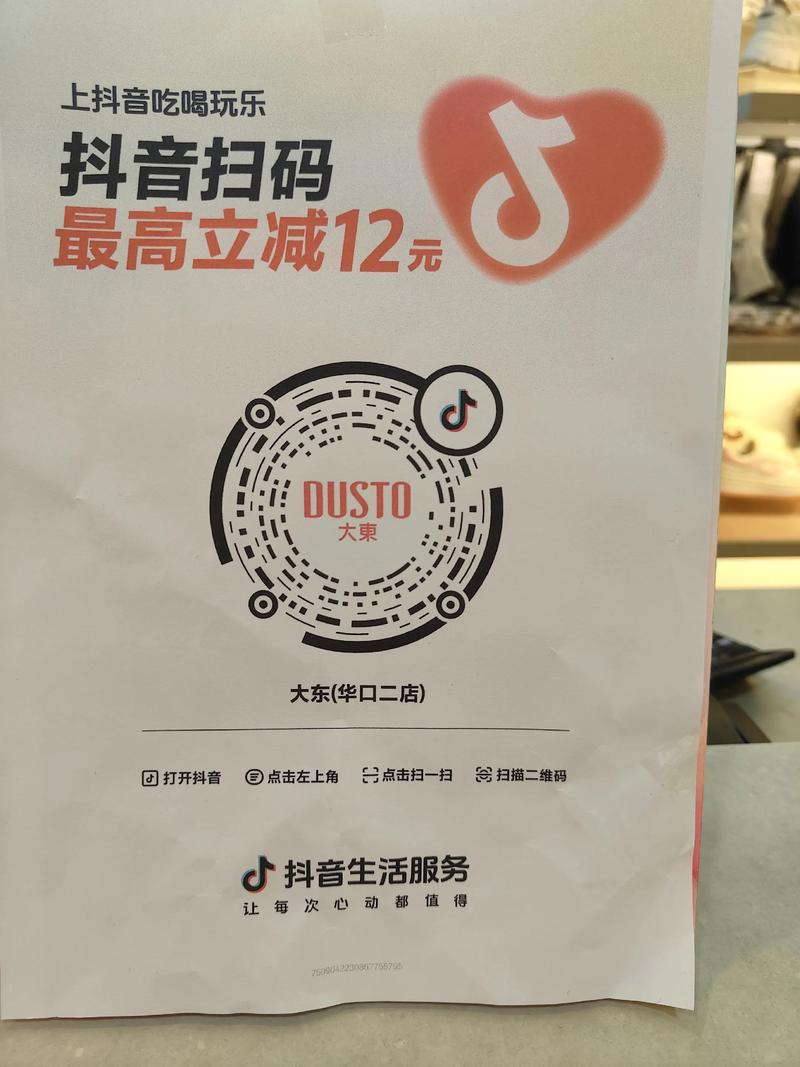 上抖音吃喝玩乐
抖音扫码
最高立减12元
DUSTO
大東
大东(华口二店)
打开抖音 点击左上角 点击扫一扫 扫描二维码
抖音生活服务
让每次心动都值得